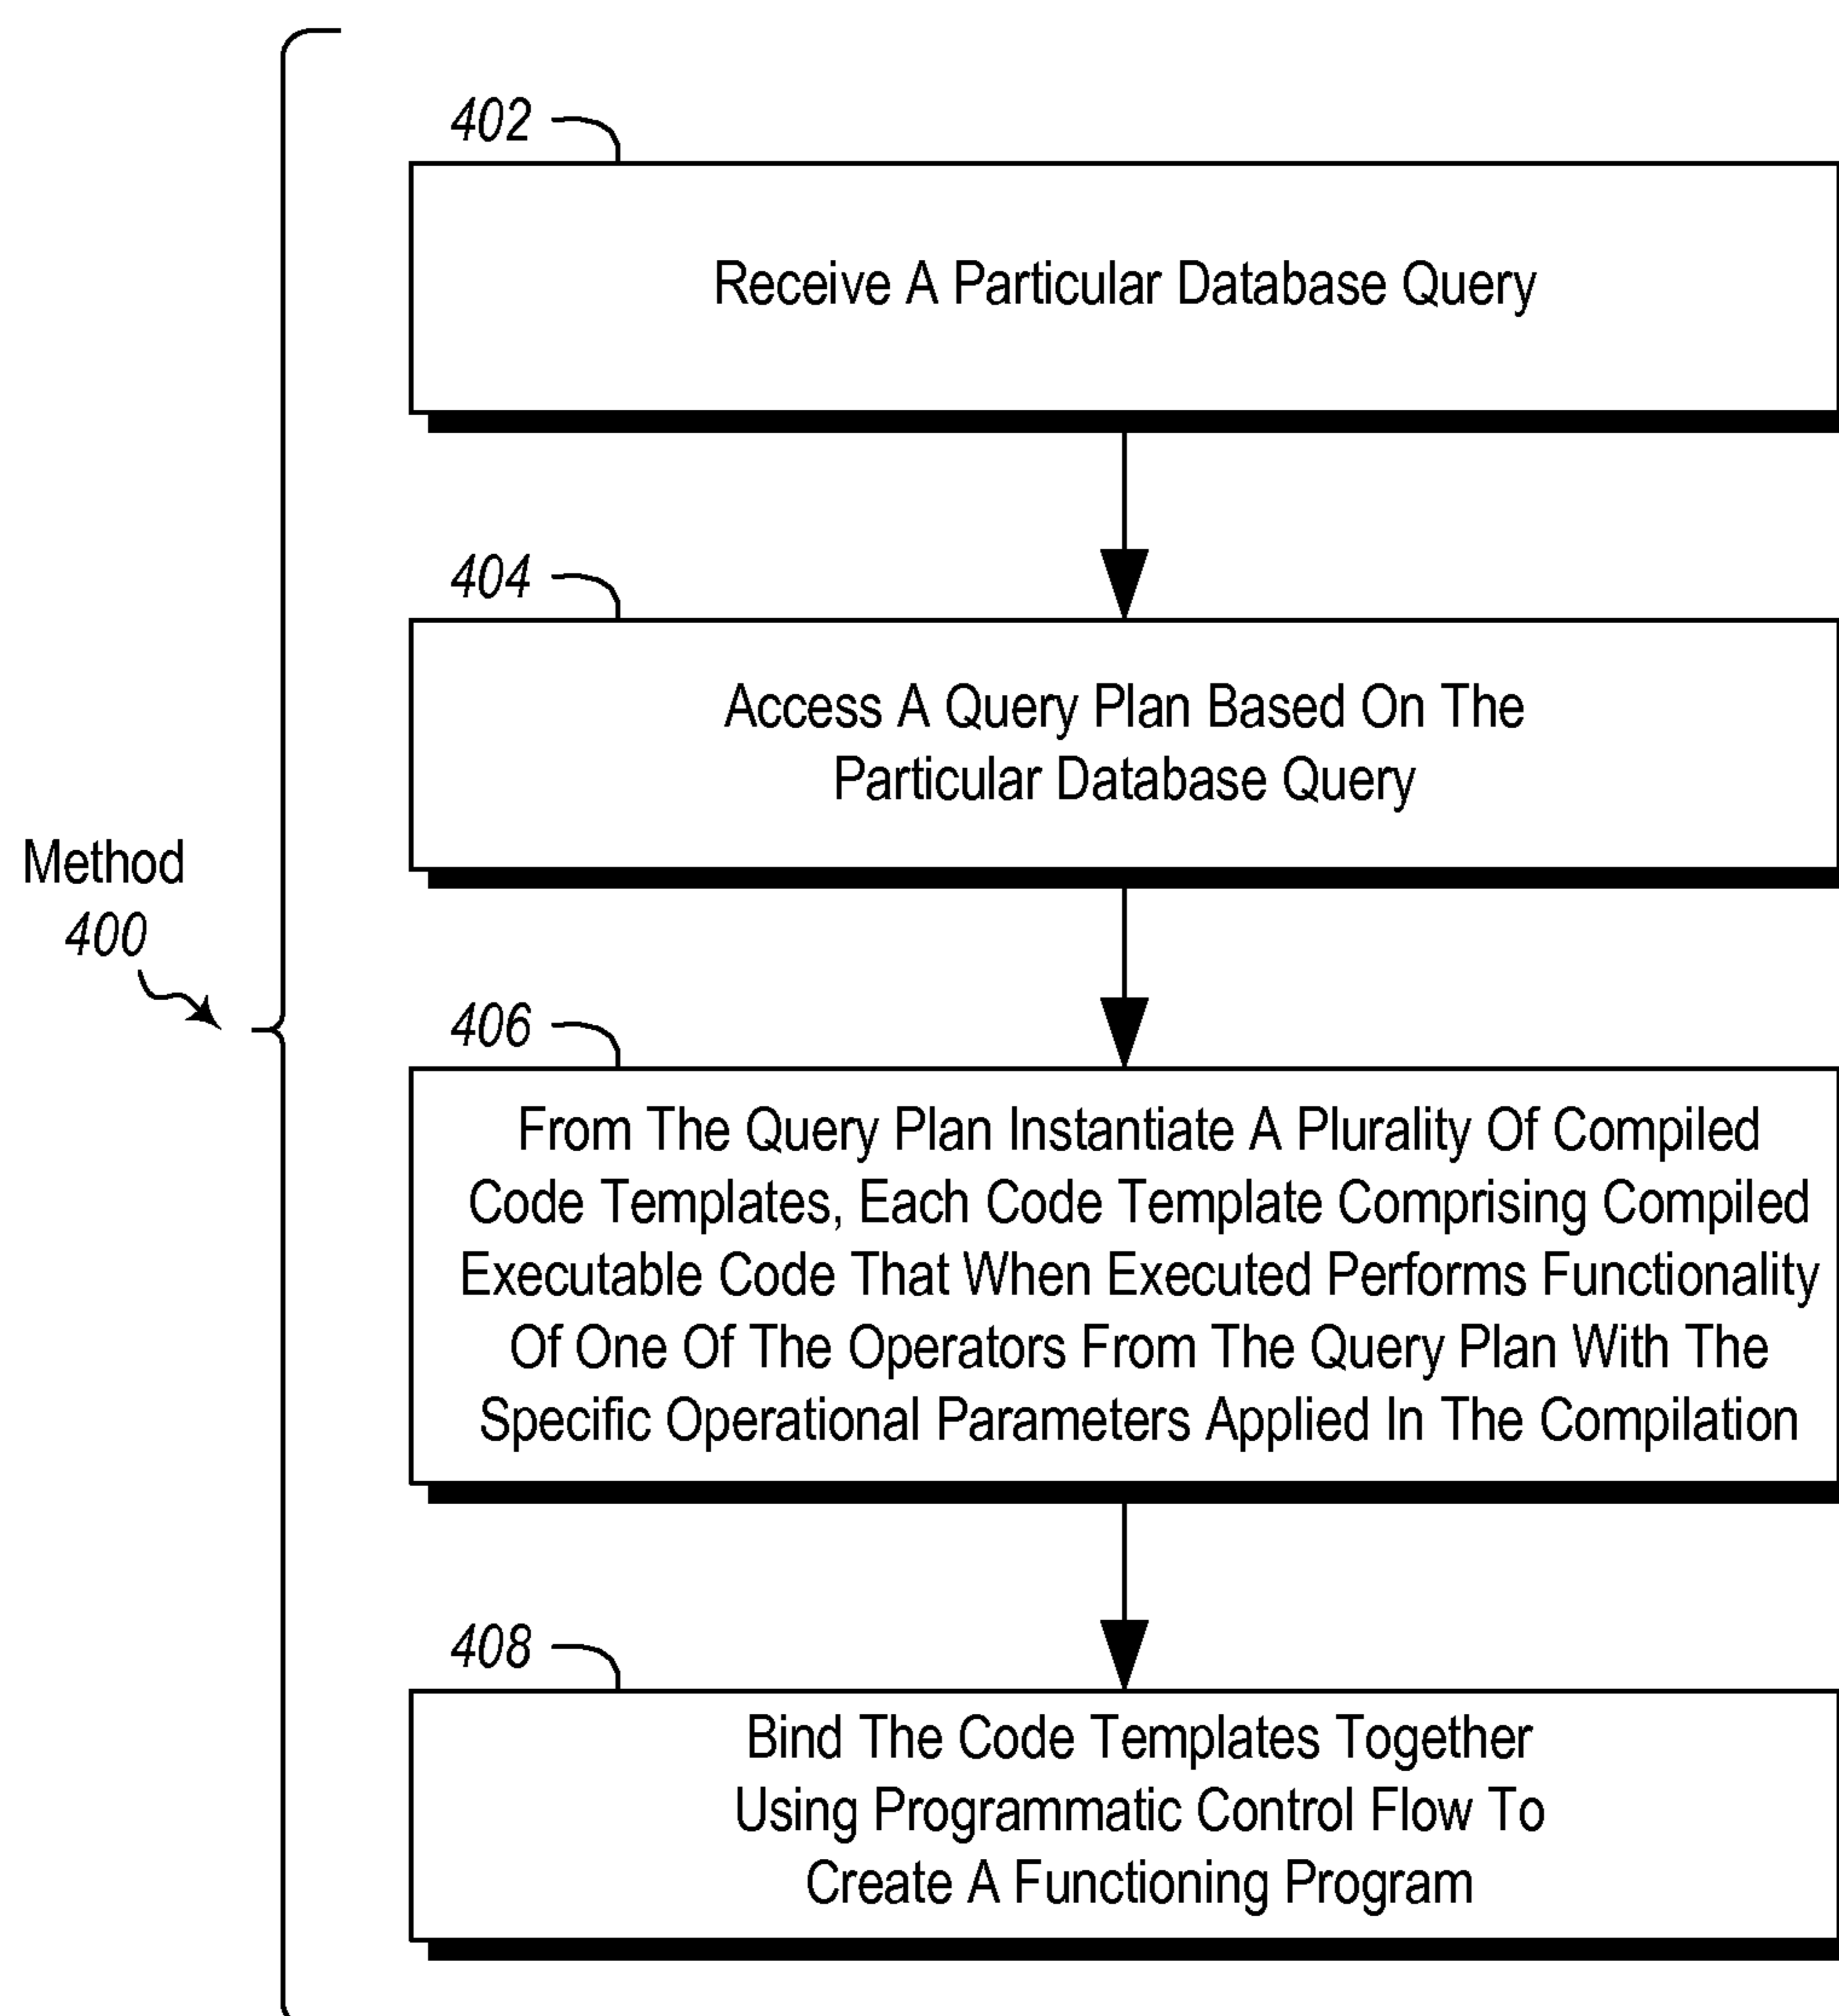 402
Receive A Particular Database Query
404
Access A Query Plan Based On The
Particular Database Query
Method
400
406
From The Query Plan Instantiate A Plurality Of Compiled
Code Templates, Each Code Template Comprising Compiled
Executable Code That When Executed Performs Functionality
Of One Of The Operators From The Query Plan With The
Specific Operational Parameters Applied In The Compilation
408
Bind The Code Templates Together
Using Programmatic Control Flow To
Create A Functioning Program